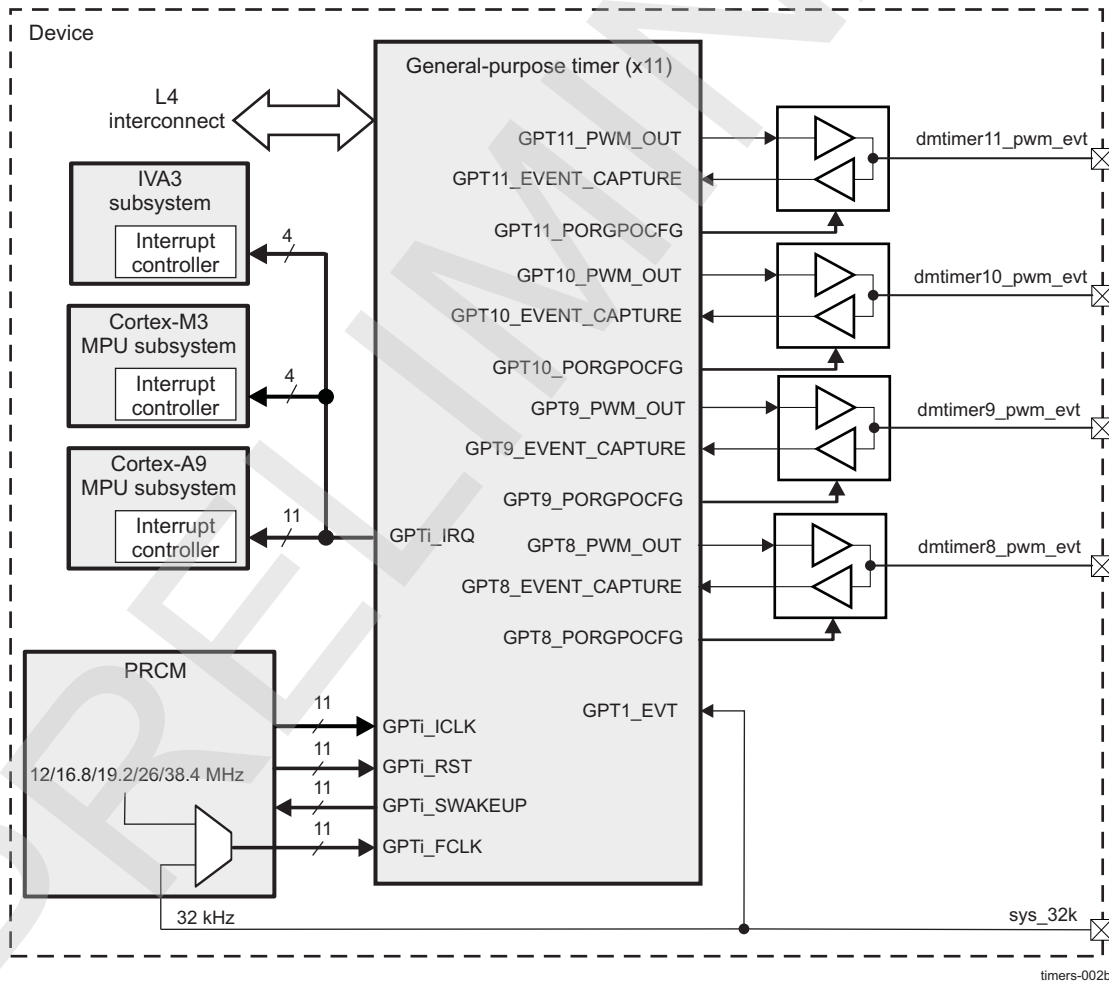 Device
General-purpose timer (x11)
L4
interconnect
IVA3
subsystem
Interrupt
controller
4
Cortex-M3
MPU subsystem
Interrupt
controller
4
Cortex-A9
MPU subsystem
Interrupt
controller
11
GPTi_IRQ
GPT11_PWM_OUT
GPT11_EVENT_CAPTURE
GPT11_PORGPOCFG
dmtimer11_pwm_evt
GPT10_PWM_OUT
GPT10_EVENT_CAPTURE
GPT10_PORGPOCFG
dmtimer10_pwm_evt
GPT9_PWM_OUT
GPT9_EVENT_CAPTURE
GPT9_PORGPOCFG
dmtimer9_pwm_evt
GPT8_PWM_OUT
GPT8_EVENT_CAPTURE
GPT8_PORGPOCFG
dmtimer8_pwm_evt
GPT1_EVT
PRCM
12/16.8/19.2/26/38.4 MHz
11
GPTi_ICLK
11
GPTi_RST
11
GPTi_SWAKEUP
11
GPTi_FCLK
32 kHz
sys_32k
timers-002b
PRELIMIN